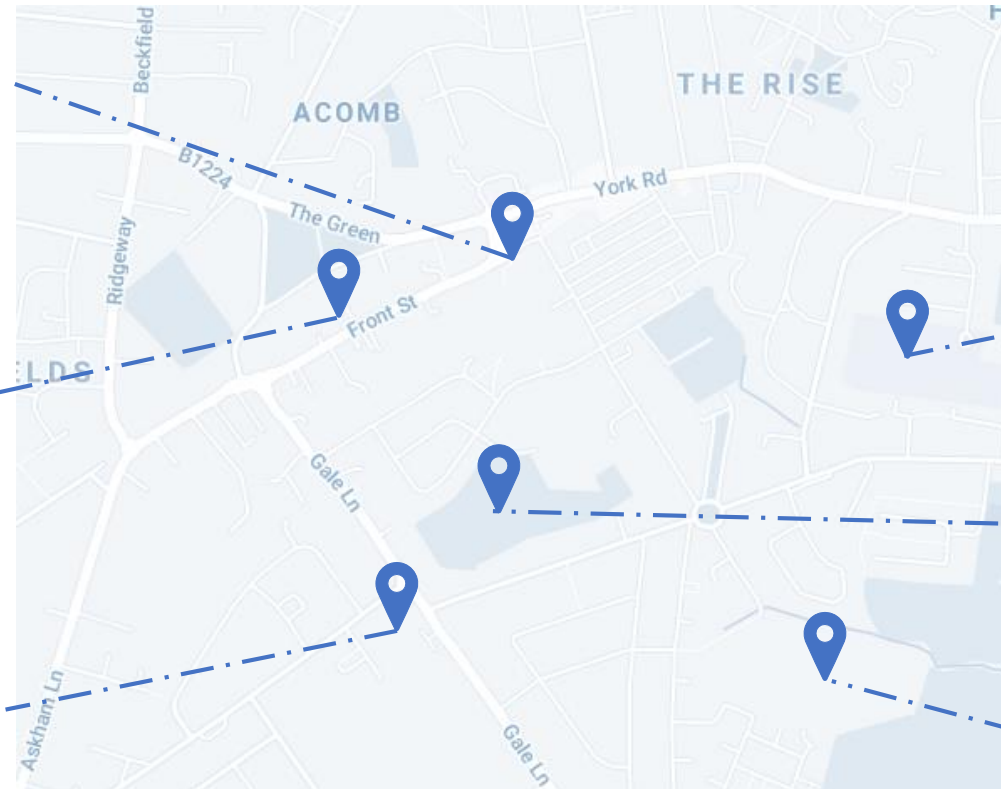 Beckfield
THE RISE
ACOMB
B1224
York Rd
The Green
Ridgeway
Front St
ELDS
Gale Ln
Askham Ln
Gale Ln